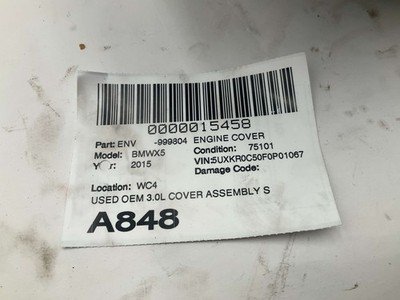 0000015458
Part: ENV -999804 ENGINE COVER
Model: BMWX5 Condition: 75101
Year: 2015 VIN:5UXKR0C50F0P01067
Damage Code:
Location: WC4
USED OEM 3.0L COVER ASSEMBLY S
A848